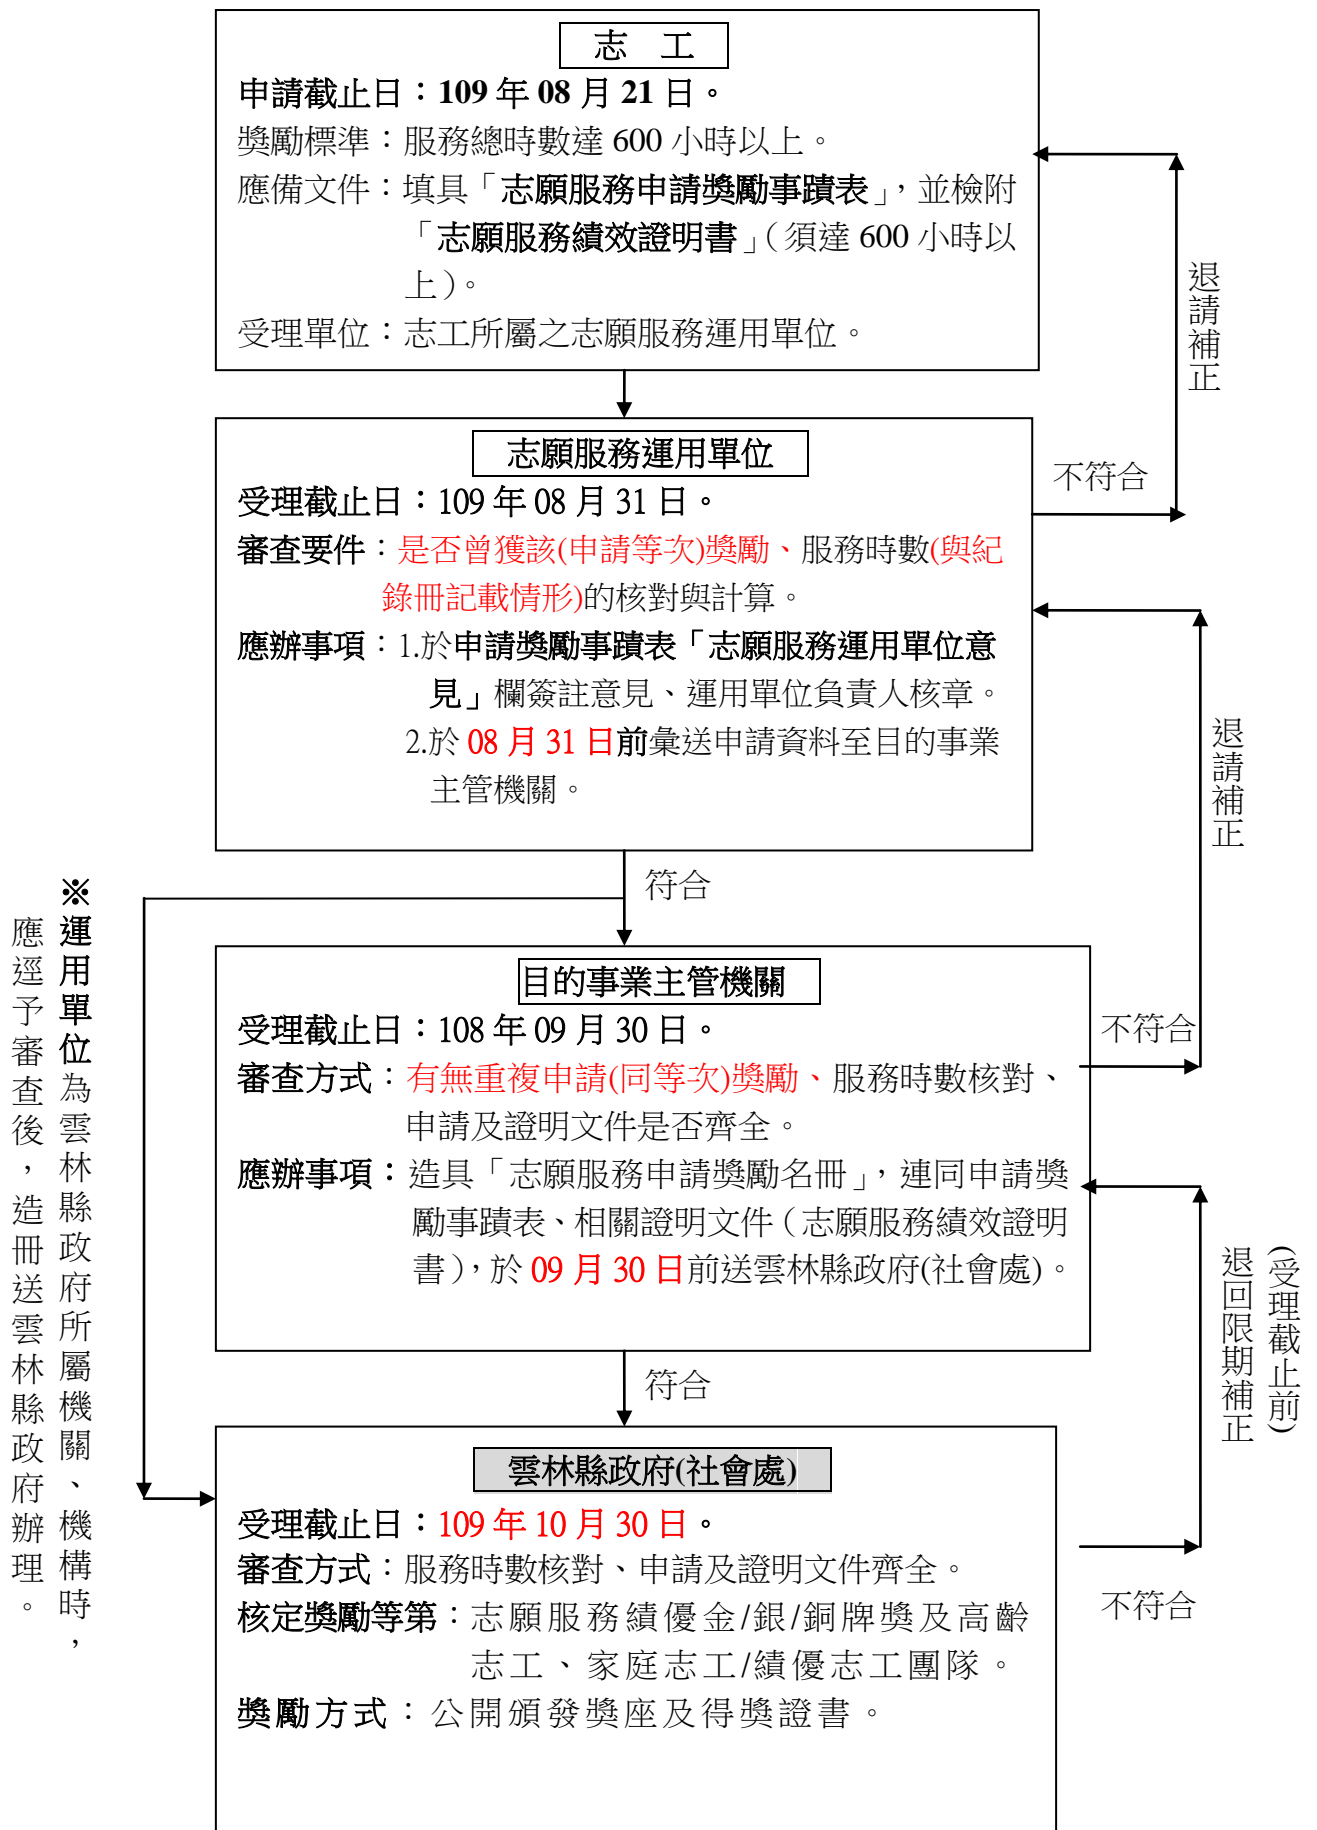 志　工
申請截止日：109 年 08 月 21 日。
獎勵標準：服務總時數達 600 小時以上。
應備文件：填具「志願服務申請獎勵事蹟表」，並檢附
「志願服務績效證明書」（須達 600 小時以
上）。
受理單位：志工所屬之志願服務運用單位。
退請補正
志願服務運用單位
受理截止日：109 年 08 月 31 日。
審查要件：是否曾獲該(申請等次)獎勵、服務時數(與紀
錄冊記載情形)的核對與計算。
應辦事項：1.於申請獎勵事蹟表「志願服務運用單位意
見」欄簽註意見、運用單位負責人核章。
2.於 08 月 31 日前彙送申請資料至目的事業
主管機關。
不符合
退請補正
符合
※運用單位為雲林縣政府所屬機關、機構時，
應逕予審查後，造冊送雲林縣政府辦理。
目的事業主管機關
受理截止日：108 年 09 月 30 日。
審查方式：有無重複申請(同等次)獎勵、服務時數核對、
申請及證明文件是否齊全。
應辦事項：造具「志願服務申請獎勵名冊」，連同申請獎
勵事蹟表、相關證明文件（志願服務績效證明
書），於 09 月 30 日前送雲林縣政府(社會處)。
不符合
(受理截止前)
退回限期補正
符合
雲林縣政府(社會處)
受理截止日：109 年 10 月 30 日。
審查方式：服務時數核對、申請及證明文件齊全。
核定獎勵等第：志願服務績優金/銀/銅牌獎及高齡
志工、家庭志工/績優志工團隊。
獎勵方式：公開頒發獎座及得獎證書。
不符合